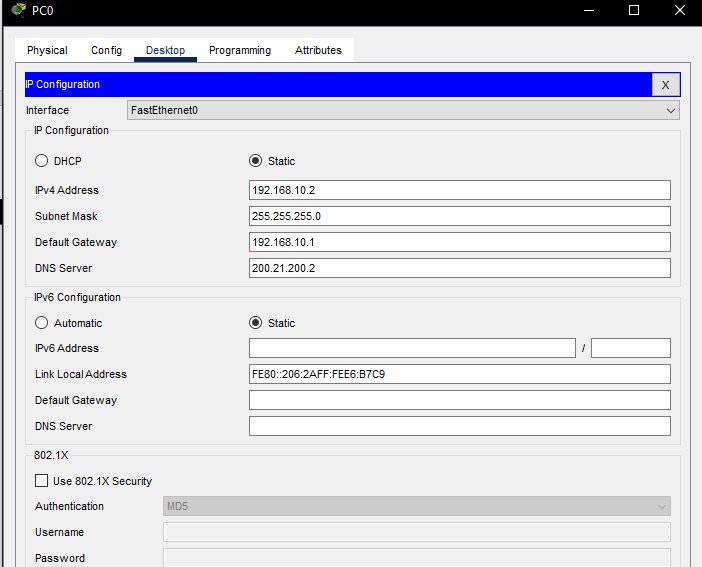 PC0
Physical Config Desktop Programming Attributes
IP Configuration X
Interface FastEthernet0
IP Configuration
DHCP Static
IPv4 Address 192.168.10.2
Subnet Mask 255.255.255.0
Default Gateway 192.168.10.1
DNS Server 200.21.200.2
IPv6 Configuration
Automatic Static
IPv6 Address /
Link Local Address FE80::206:2AFF:FEE6:B7C9
Default Gateway
DNS Server
802.1X
Use 802.1X Security
Authentication MD5
Username
Password